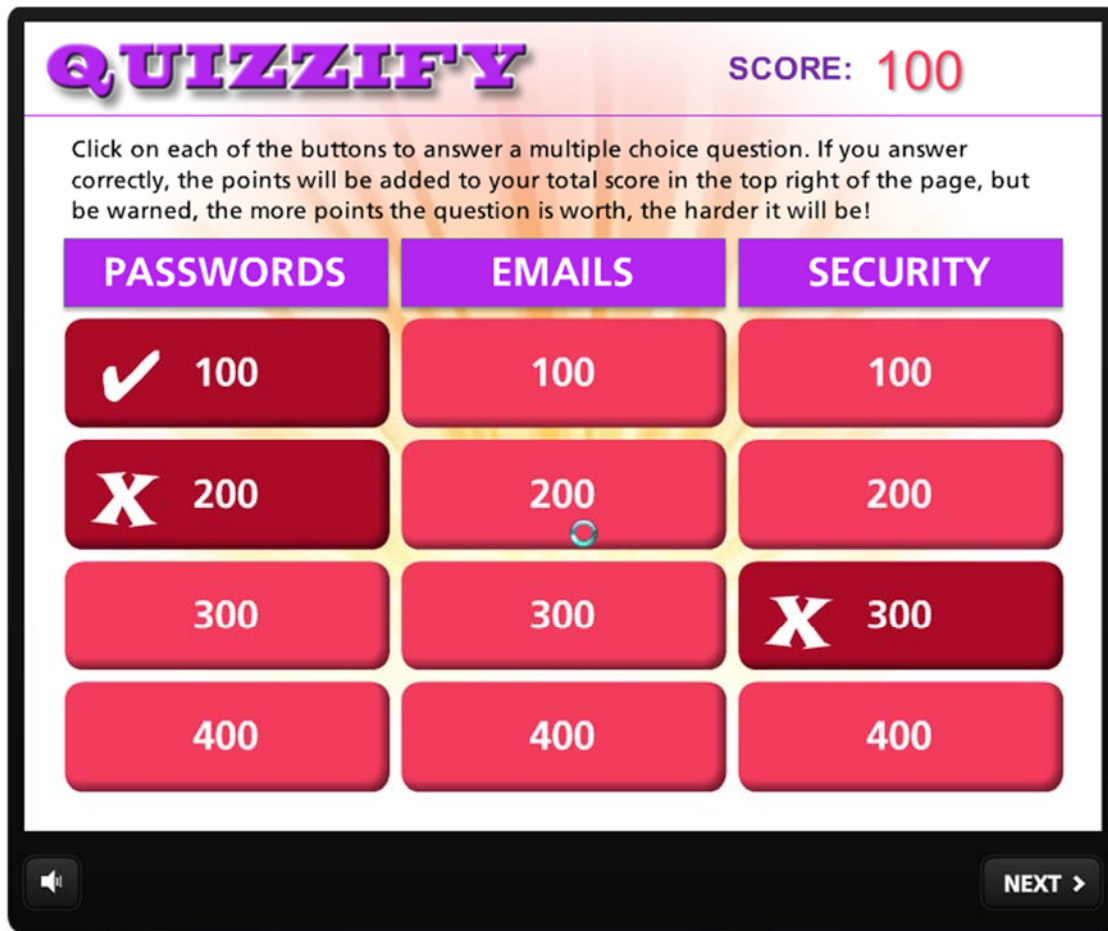 QUIZZIFY
SCORE: 100
Click on each of the buttons to answer a multiple choice question. If you answer
correctly, the points will be added to your total score in the top right of the page, but
be warned, the more points the question is worth, the harder it will be!
PASSWORDS EMAILS SECURITY
100 100 100
200 200 200
300 300 300
400 400 400
NEXT >